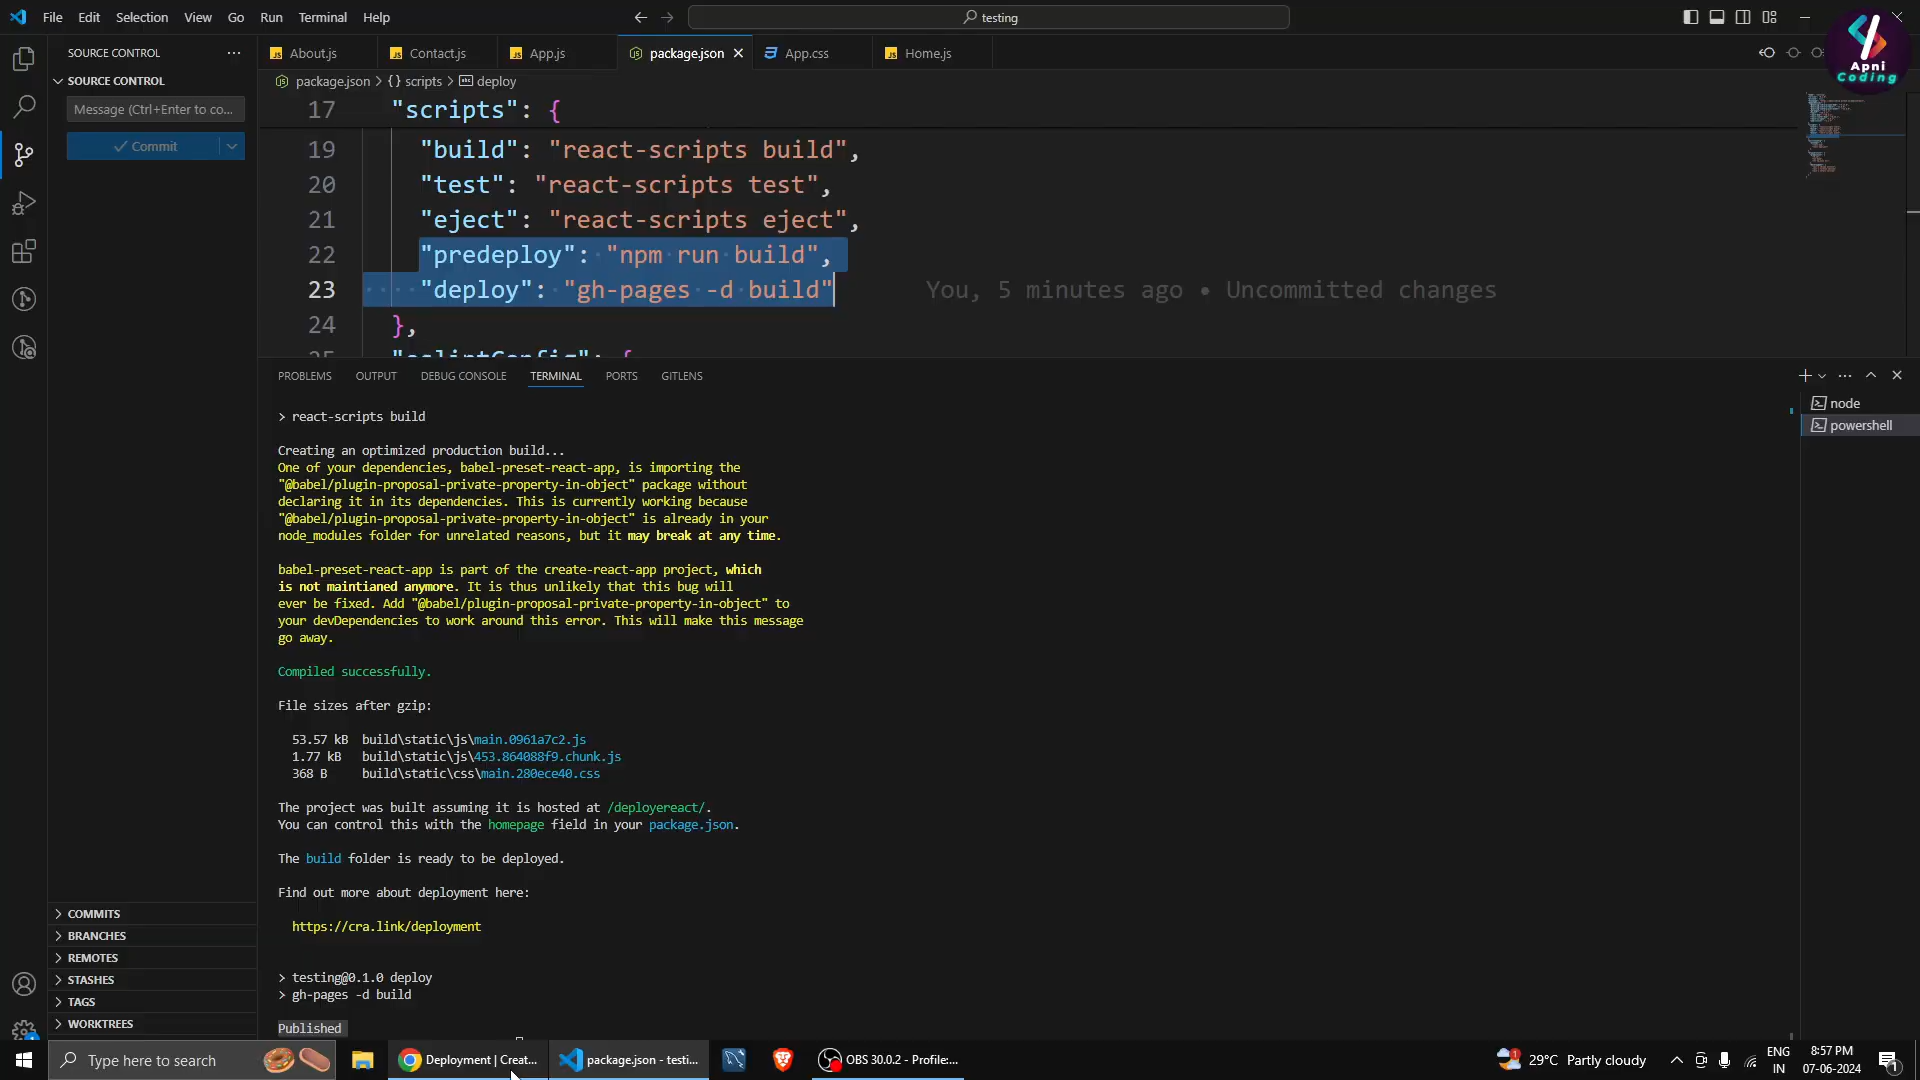 File Edit Selection View Go Run Terminal Help
testing
Apni
Coding
SOURCE CONTROL
SOURCE CONTROL
Message (Ctrl+Enter to co...
Commit
COMMITS
BRANCHES
REMOTES
STASHES
TAGS
WORKTREES
About.js
Contact.js
App.js
package.json
App.css
Home.js
package.json > {} scripts > deploy
17 "scripts": {
19 "build": "react-scripts build",
20 "test": "react-scripts test",
21 "eject": "react-scripts eject",
22 "predeploy": "npm run build",
23 "deploy": "gh-pages -d build" You, 5 minutes ago • Uncommitted changes
24 },
25 "eslintConfig": {
PROBLEMS OUTPUT DEBUG CONSOLE TERMINAL PORTS GITLENS
node
powershell
> react-scripts build
Creating an optimized production build...
One of your dependencies, babel-preset-react-app, is importing the
"@babel/plugin-proposal-private-property-in-object" package without
declaring it in its dependencies. This is currently working because
"@babel/plugin-proposal-private-property-in-object" is already in your
node_modules folder for unrelated reasons, but it may break at any time.
babel-preset-react-app is part of the create-react-app project, which
is not maintianed anymore. It is thus unlikely that this bug will
ever be fixed. Add "@babel/plugin-proposal-private-property-in-object" to
your devDependencies to work around this error. This will make this message
go away.
Compiled successfully.
File sizes after gzip:
53.57 kB build\static\js\main.0961a7c2.js
1.77 kB build\static\js\453.864088f9.chunk.js
368 B build\static\css\main.280ece40.css
The project was built assuming it is hosted at /deployereact/.
You can control this with the homepage field in your package.json.
The build folder is ready to be deployed.
Find out more about deployment here:
https://cra.link/deployment
> testing@0.1.0 deploy
> gh-pages -d build
Published
Type here to search
Deployment | Creat...
package.json - testi...
OBS 30.0.2 - Profile:...
29°C Partly cloudy
ENG
IN
8:57 PM
07-06-2024
1